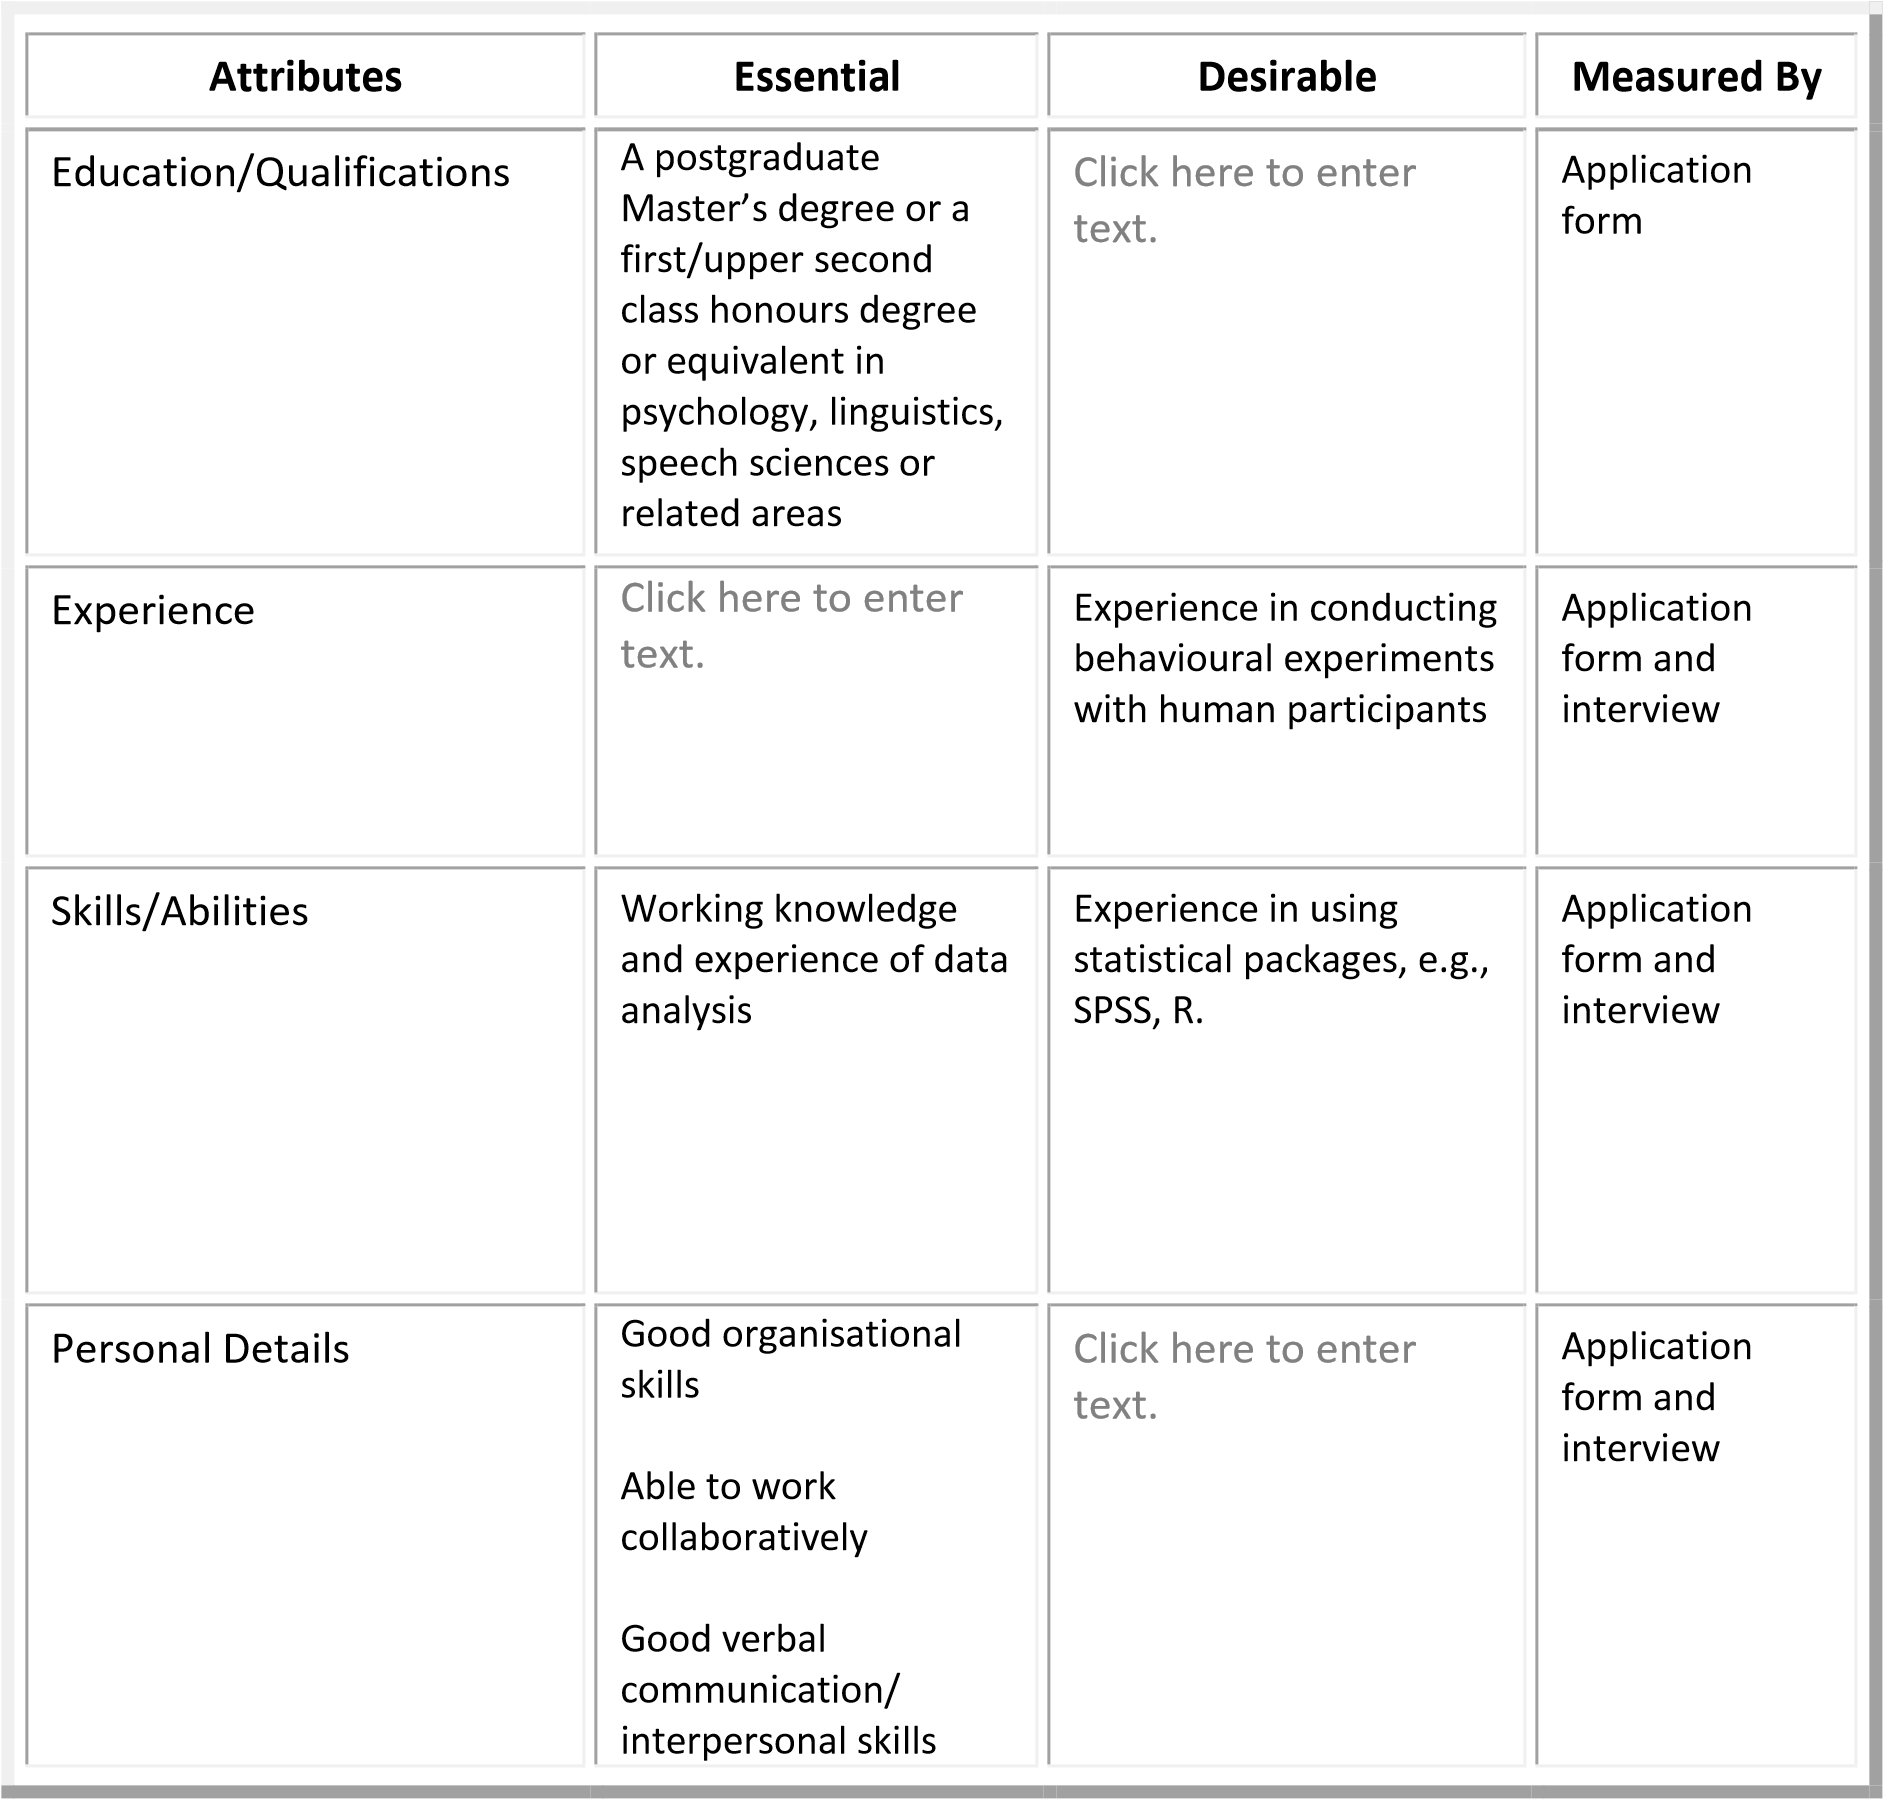 Attributes
Essential
Desirable
Measured By
Education/Qualifications
A postgraduate
Master’s degree or a
first/upper second
class honours degree
or equivalent in
psychology, linguistics,
speech sciences or
related areas
Click here to enter
text.
Application
form
Experience
Click here to enter
text.
Experience in conducting
behavioural experiments
with human participants
Application
form and
interview
Skills/Abilities
Working knowledge
and experience of data
analysis
Experience in using
statistical packages, e.g.,
SPSS, R.
Application
form and
interview
Personal Details
Good organisational
skills
Able to work
collaboratively
Good verbal
communication/
interpersonal skills
Click here to enter
text.
Application
form and
interview